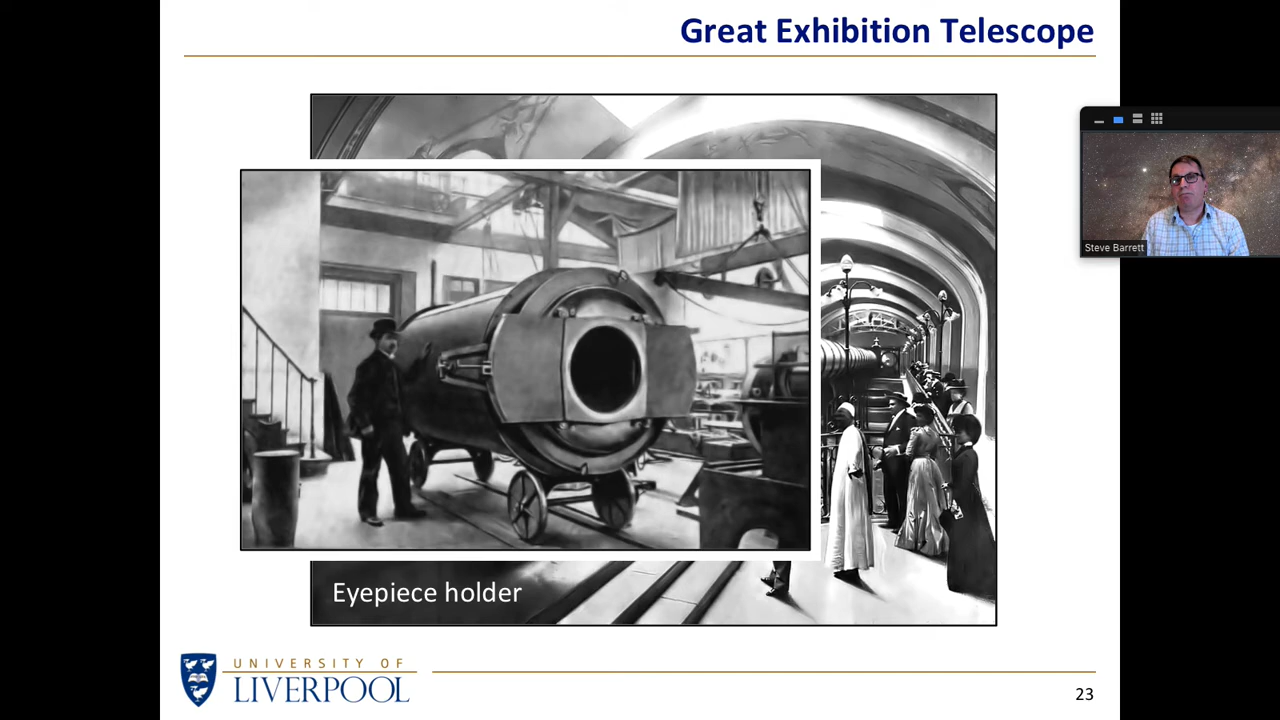 Great Exhibition Telescope
Steve Barrett
Eyepiece holder
UNIVERSITY OF
LIVERPOOL
23